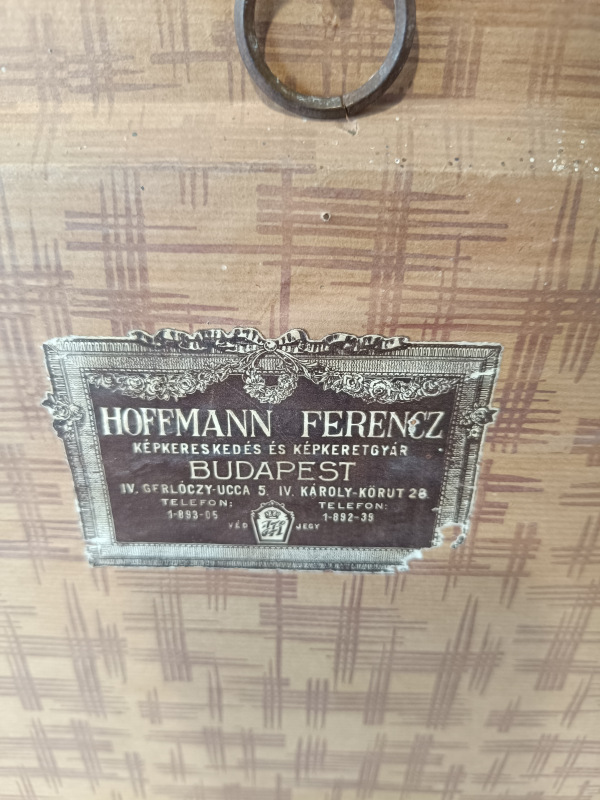 HOFFMANN FERENCZ
KÉPKERESKEDÉS ÉS KÉPKERETGYÁR
BUDAPEST
IV. GERLÓCZY-UCCA 5. IV. KÁROLY-KÖRUT 28
TELEFON: TELEFON:
1-893-05 1-892-35
VÉD JEGY